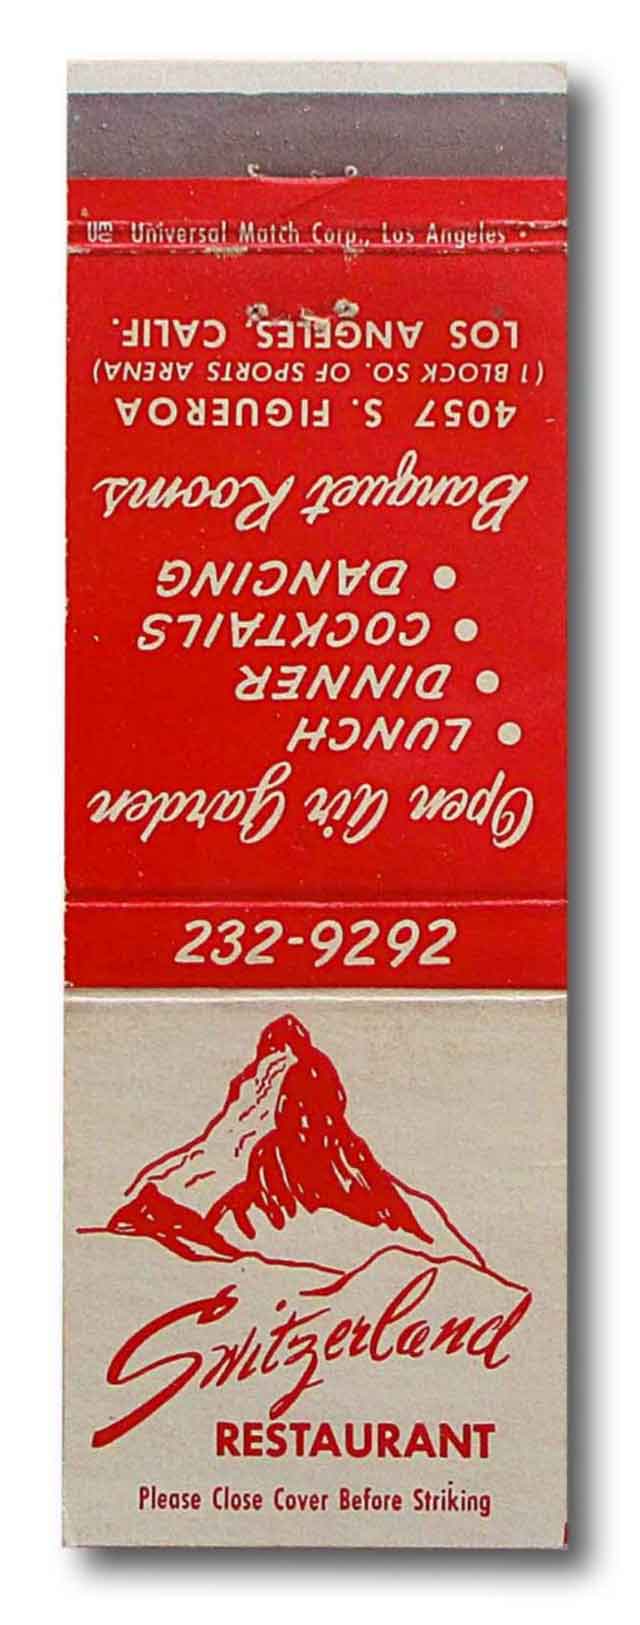 UM Universal Match Corp., Los Angeles
Open Air Garden
• LUNCH
• DINNER
• COCKTAILS
• DANCING
Banquet Rooms
4057 S. FIGUEROA
(1 BLOCK SO. OF SPORTS ARENA)
LOS ANGELES, CALIF.
232-9292
Switzerland
RESTAURANT
Please Close Cover Before Striking